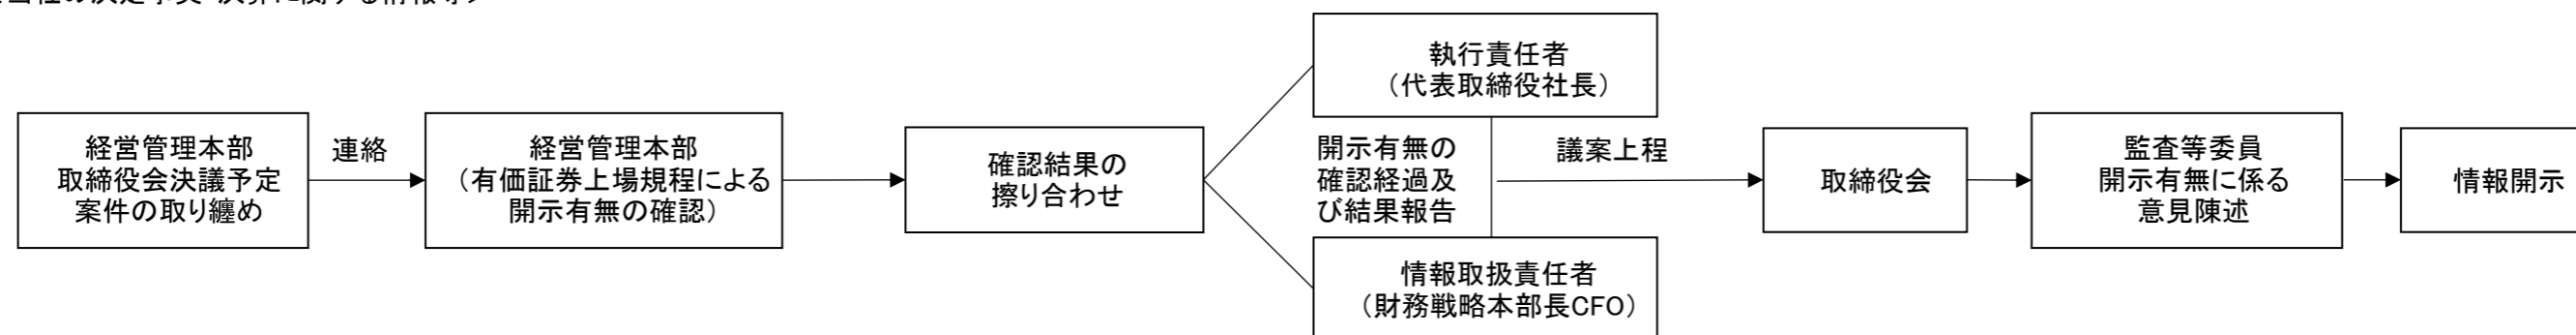 経営管理本部
取締役会決議予定
案件の取り纏め
連絡
経営管理本部
（有価証券上場規程による
開示有無の確認）
確認結果の
擦り合わせ
執行責任者
（代表取締役社長）
開示有無の
確認経過及
び結果報告
情報取扱責任者
（財務戦略本部長CFO）
議案上程
取締役会
監査等委員
開示有無に係る
意見陳述
情報開示